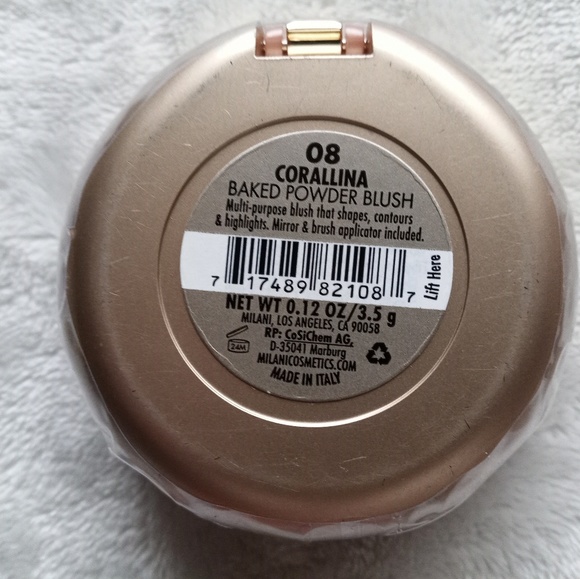 08
CORALLINA
BAKED POWDER BLUSH
Multi-purpose blush that shapes, contours
& highlights. Mirror & brush applicator included.
7 17489 82108 7
Lift Here
NET WT 0.12 OZ/3.5 g
MILANI, LOS ANGELES, CA 90058
RP: CoSiChem AG,
24M
D-35041 Marburg
MILANICOSMETICS.COM
MADE IN ITALY